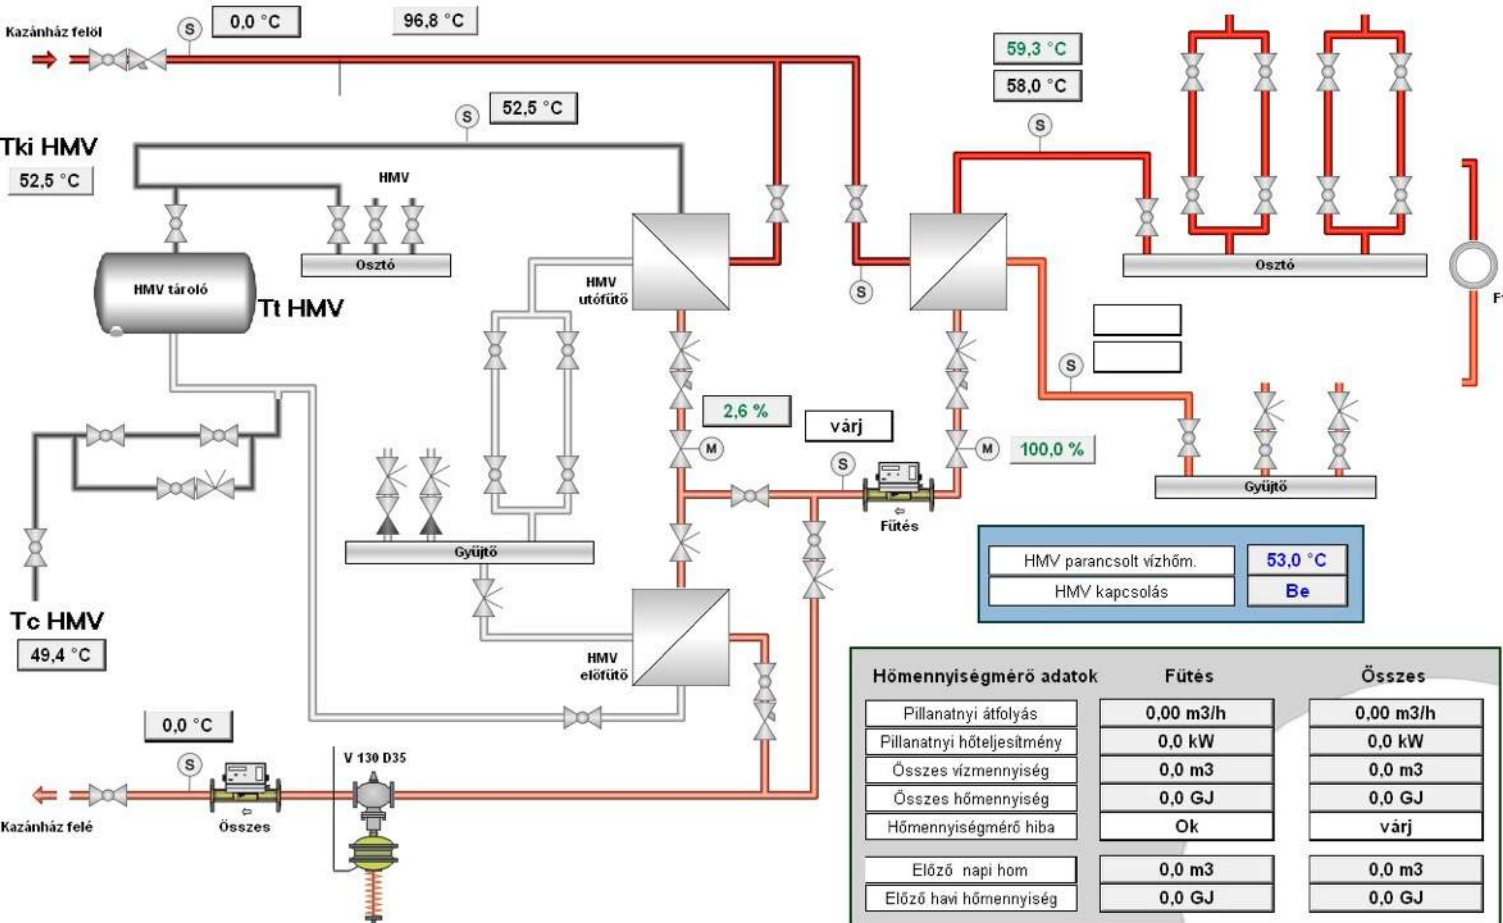 Kazánház felöl
S
0,0 °C
96,8 °C
59,3 °C
58,0 °C
S
S
52,5 °C
Tki HMV
52,5 °C
HMV
Osztó
HMV tároló
Tt HMV
HMV
utófűtő
S
Osztó
S
2,6 %
várj
M
S
M
100,0 %
Fűtés
Gyűjtő
Gyűjtő
HMV parancsolt vízhőm.
53,0 °C
HMV kapcsolás
Be
Tc HMV
49,4 °C
HMV
előfűtő
0,0 °C
S
V 130 D35
Kazánház felé
Összes
Hőmennyiségmérő adatok Fűtés Összes
Pillanatnyi átfolyás 0,00 m3/h 0,00 m3/h
Pillanatnyi hőteljesítmény 0,0 kW 0,0 kW
Összes vízmennyiség 0,0 m3 0,0 m3
Összes hőmennyiség 0,0 GJ 0,0 GJ
Hőmennyiségmérő hiba Ok várj
Előző napi hom 0,0 m3 0,0 m3
Előző havi hőmennyiség 0,0 GJ 0,0 GJ